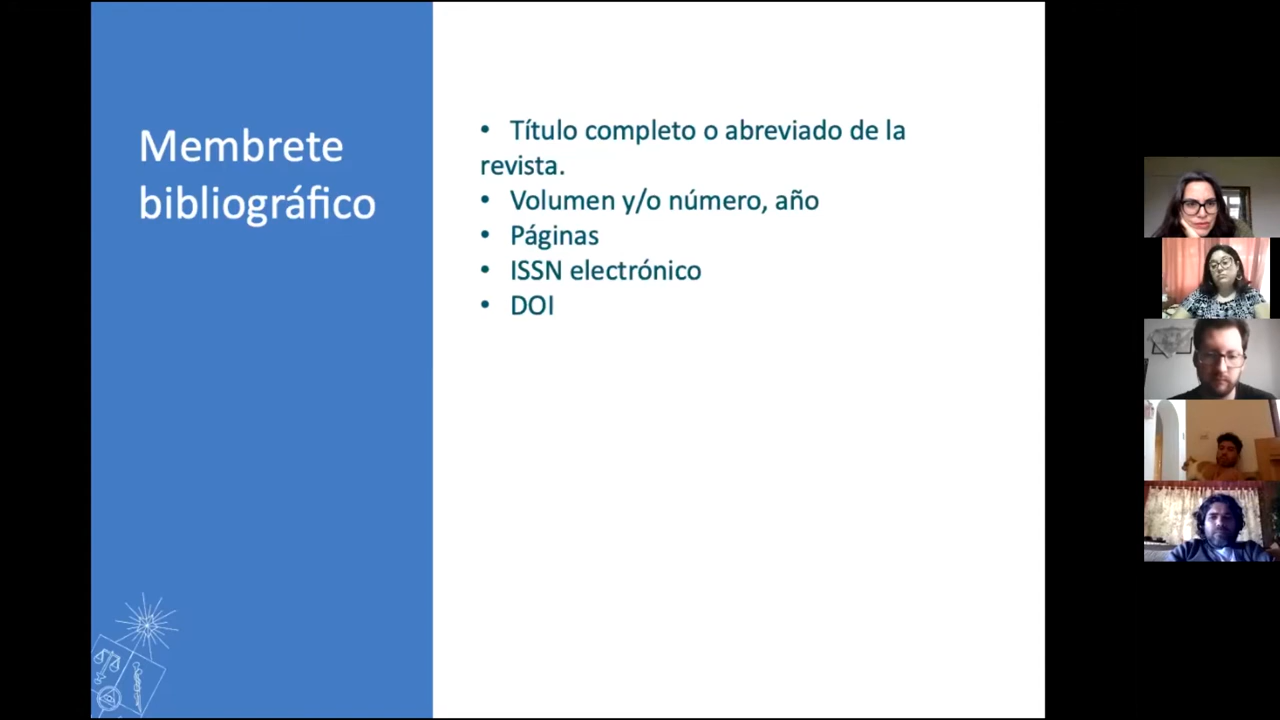 Membrete
bibliográfico
• Título completo o abreviado de la
revista.
• Volumen y/o número, año
• Páginas
• ISSN electrónico
• DOI